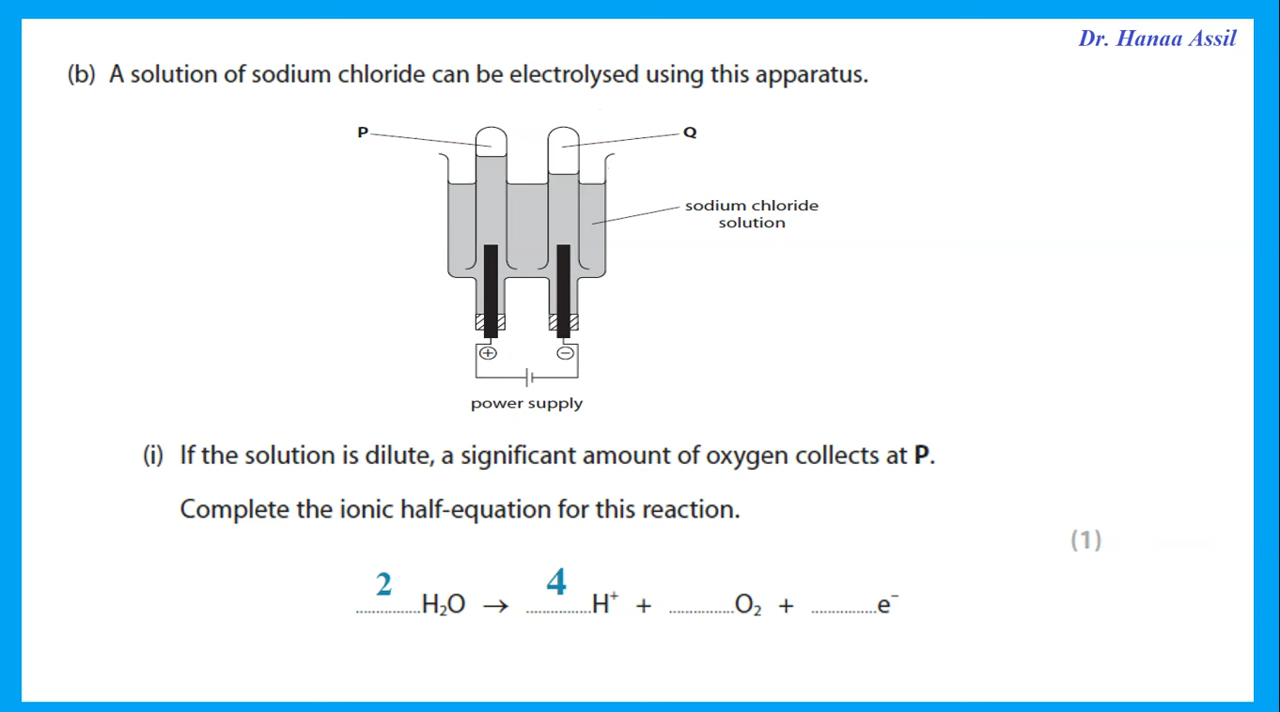 Dr. Hanaa Assil
(b) A solution of sodium chloride can be electrolysed using this apparatus.
P
Q
sodium chloride
solution
+
−
power supply
(i) If the solution is dilute, a significant amount of oxygen collects at P.
Complete the ionic half-equation for this reaction.
(1)
2 4
..............H₂O → ..............H⁺ + ..............O₂ + ..............e⁻